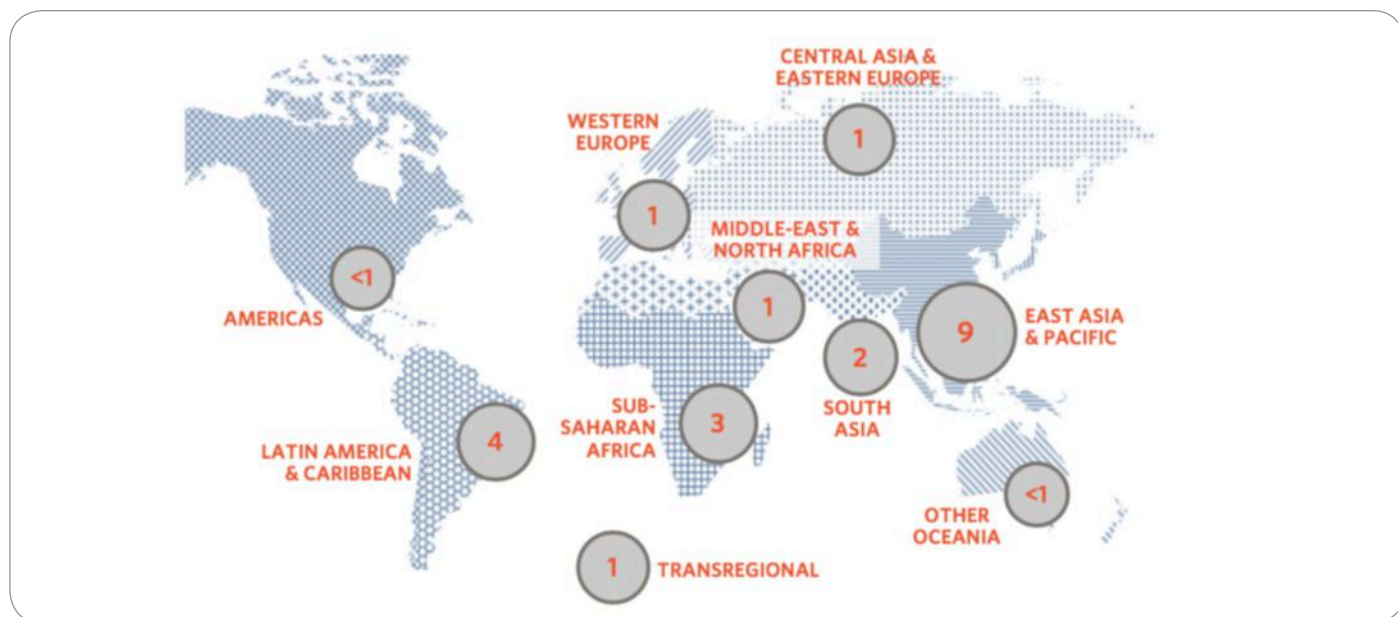 CENTRAL ASIA &
EASTERN EUROPE
1
WESTERN
EUROPE
1
MIDDLE-EAST &
NORTH AFRICA
1
<1
AMERICAS
9
EAST ASIA
& PACIFIC
2
SOUTH
ASIA
SUB-
SAHARAN
AFRICA
3
4
LATIN AMERICA
& CARIBBEAN
<1
OTHER
OCEANIA
1
TRANSREGIONAL